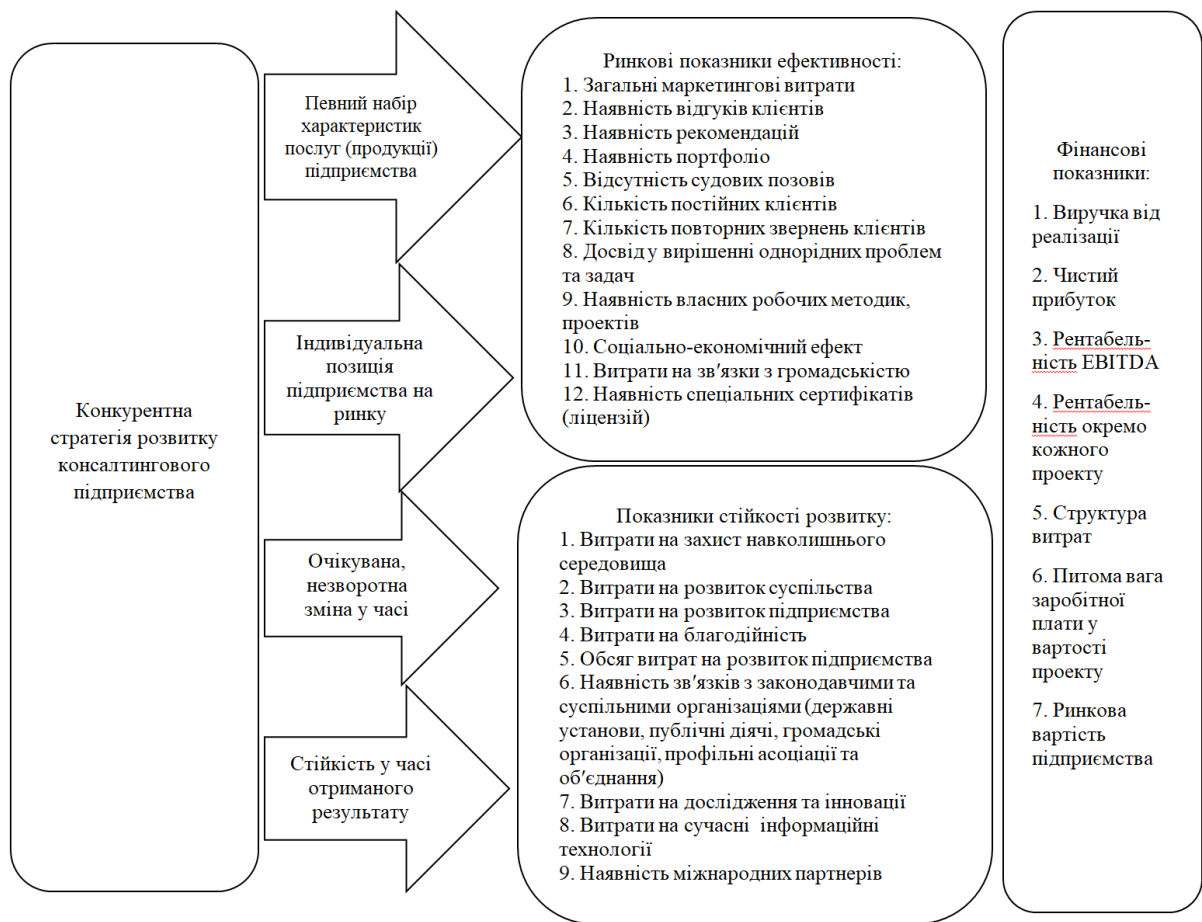 Конкурентна
стратегія розвитку
консалтингового
підприємства
Певний набір
характеристик
послуг (продукції)
підприємства
Індивідуальна
позиція
підприємства на
ринку
Очікувана,
незворотна
зміна у часі
Стійкість у часі
отриманого
результату
Ринкові показники ефективності:
1. Загальні маркетингові витрати
2. Наявність відгуків клієнтів
3. Наявність рекомендацій
4. Наявність портфоліо
5. Відсутність судових позовів
6. Кількість постійних клієнтів
7. Кількість повторних звернень клієнтів
8. Досвід у вирішенні однорідних проблем
та задач
9. Наявність власних робочих методик,
проектів
10. Соціально-економічний ефект
11. Витрати на зв'язки з громадськістю
12. Наявність спеціальних сертифікатів
(ліцензій)
Показники стійкості розвитку:
1. Витрати на захист навколишнього
середовища
2. Витрати на розвиток суспільства
3. Витрати на розвиток підприємства
4. Витрати на благодійність
5. Обсяг витрат на розвиток підприємства
6. Наявність зв'язків з законодавчими та
суспільними організаціями (державні
установи, публічні діячі, громадські
організації, профільні асоціації та
об'єднання)
7. Витрати на дослідження та інновації
8. Витрати на сучасні інформаційні
технології
9. Наявність міжнародних партнерів
Фінансові
показники:
1. Виручка від
реалізації
2. Чистий
прибуток
3. Рентабель-
ність EBITDA
4. Рентабель-
ність окремо
кожного
проекту
5. Структура
витрат
6. Питома вага
заробітної
плати у
вартості
проекту
7. Ринкова
вартість
підприємства